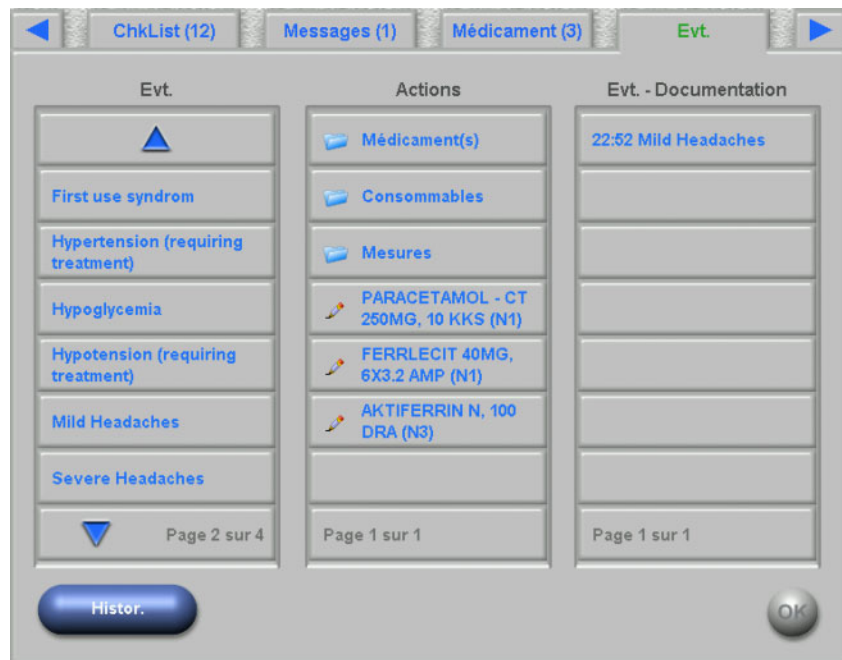 ChkList (12)
Messages (1)
Médicament (3)
Evt.
Evt.
First use syndrom
Hypertension (requiring
treatment)
Hypoglycemia
Hypotension (requiring
treatment)
Mild Headaches
Severe Headaches
Page 2 sur 4
Actions
Médicament(s)
Consommables
Mesures
PARACETAMOL - CT
250MG, 10 KKS (N1)
FERRLECIT 40MG,
6X3.2 AMP (N1)
AKTIFERRIN N, 100
DRA (N3)
Page 1 sur 1
Evt. - Documentation
22:52 Mild Headaches
Page 1 sur 1
Histor.
OK